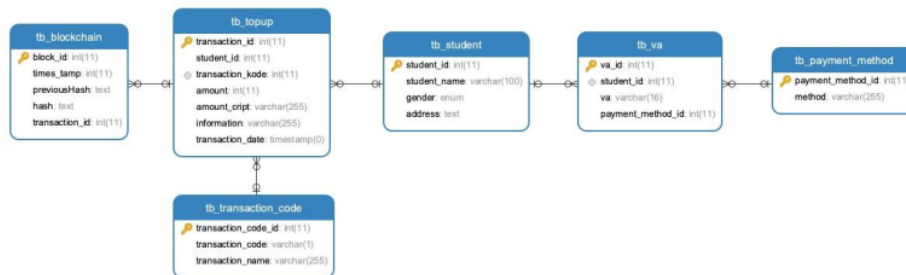 tb_blockchain
block_id: int(11)
times_tamp: int(11)
previousHash: text
hash: text
transaction_id: int(11)
tb_topup
transaction_id: int(11)
student_id: int(11)
transaction_kode: int(11)
amount: int(11)
amount_cript: varchar(255)
information: varchar(255)
transaction_date: timestamp(0)
tb_student
student_id: int(11)
student_name: varchar(100)
gender: enum
address: text
tb_va
va_id: int(11)
student_id: int(11)
va: varchar(16)
payment_method_id: int(11)
tb_payment_method
payment_method_id: int(11
method: varchar(255)
tb_transaction_code
transaction_code_id: int(11)
transaction_code: varchar(1)
transaction_name: varchar(255)